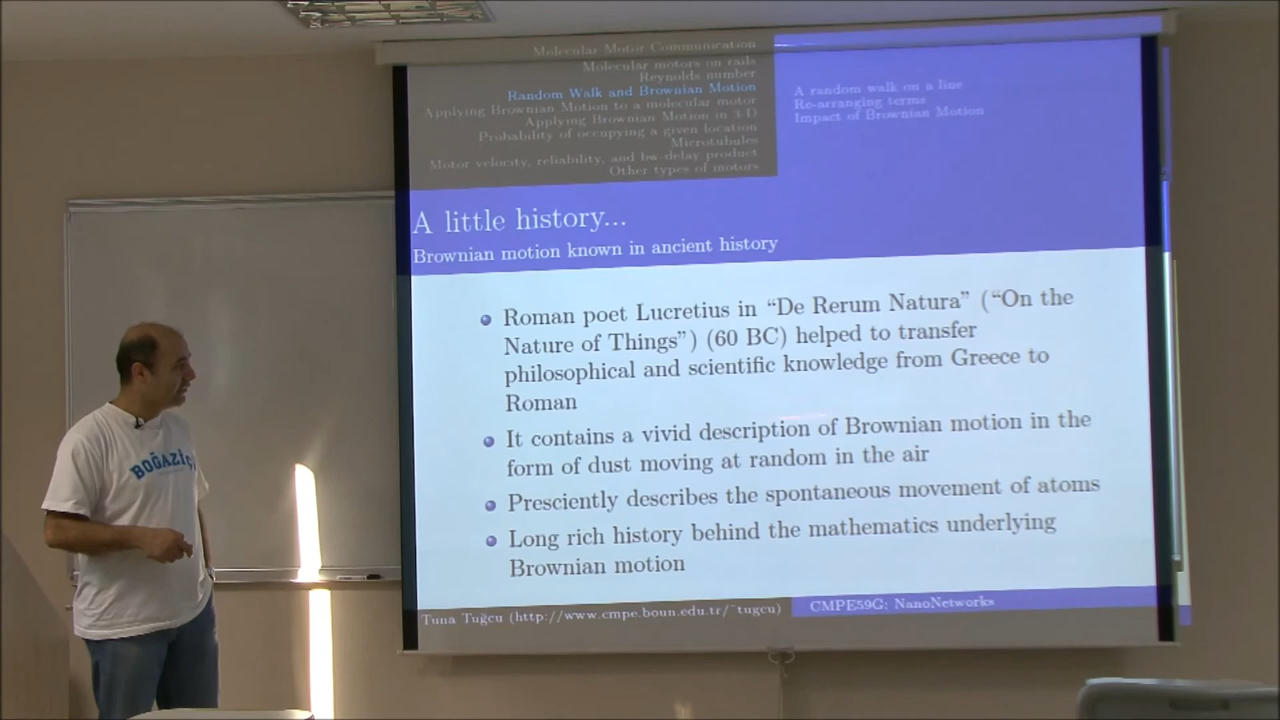 Molecular Motor Communication
Molecular motors on rails
Reynolds number
Random Walk and Brownian Motion
Applying Brownian Motion to a molecular motor
Applying Brownian Motion in 3-D
Probability of occupying a given location
Microtubules
Motor velocity, reliability, and bw-delay product
Other types of motors
A random walk on a line
Re-arranging terms
Impact of Brownian Motion
A little history...
Brownian motion known in ancient history
Roman poet Lucretius in “De Rerum Natura” (“On the
Nature of Things”) (60 BC) helped to transfer
philosophical and scientific knowledge from Greece to
Roman
It contains a vivid description of Brownian motion in the
form of dust moving at random in the air
Presciently describes the spontaneous movement of atoms
Long rich history behind the mathematics underlying
Brownian motion
Tuna Tuğcu (http://www.cmpe.boun.edu.tr/~tugcu)
CMPE59G: NanoNetworks
BOĞAZİÇİ